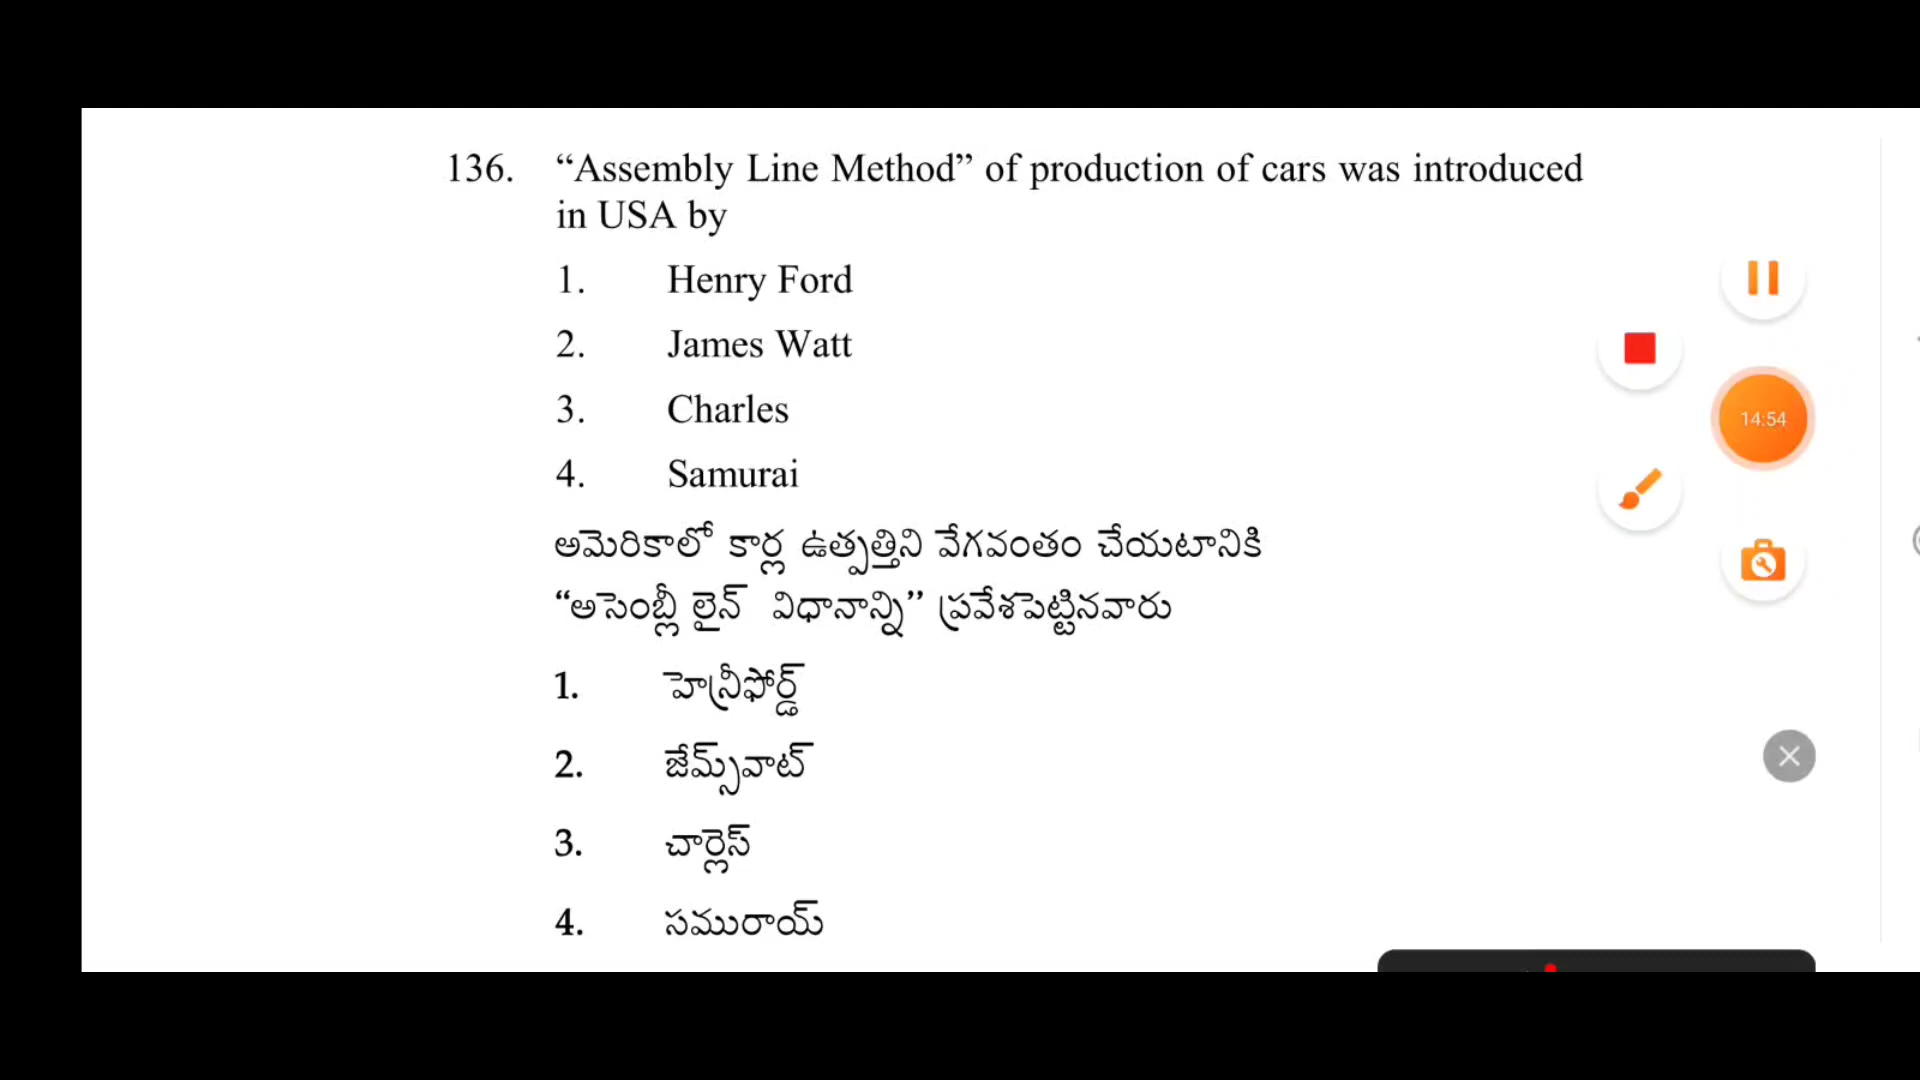 136. “Assembly Line Method” of production of cars was introduced
in USA by
1. Henry Ford
2. James Watt
3. Charles
4. Samurai
అమెరికాలో కార్ల ఉత్పత్తిని వేగవంతం చేయటానికి
“అసెంబ్లీ లైన్ విధానాన్ని” ప్రవేశపెట్టినవారు
1. హెన్రీఫోర్డ్
2. జేమ్స్‌వాట్
3. చార్లెస్
4. సమురాయ్
14:54